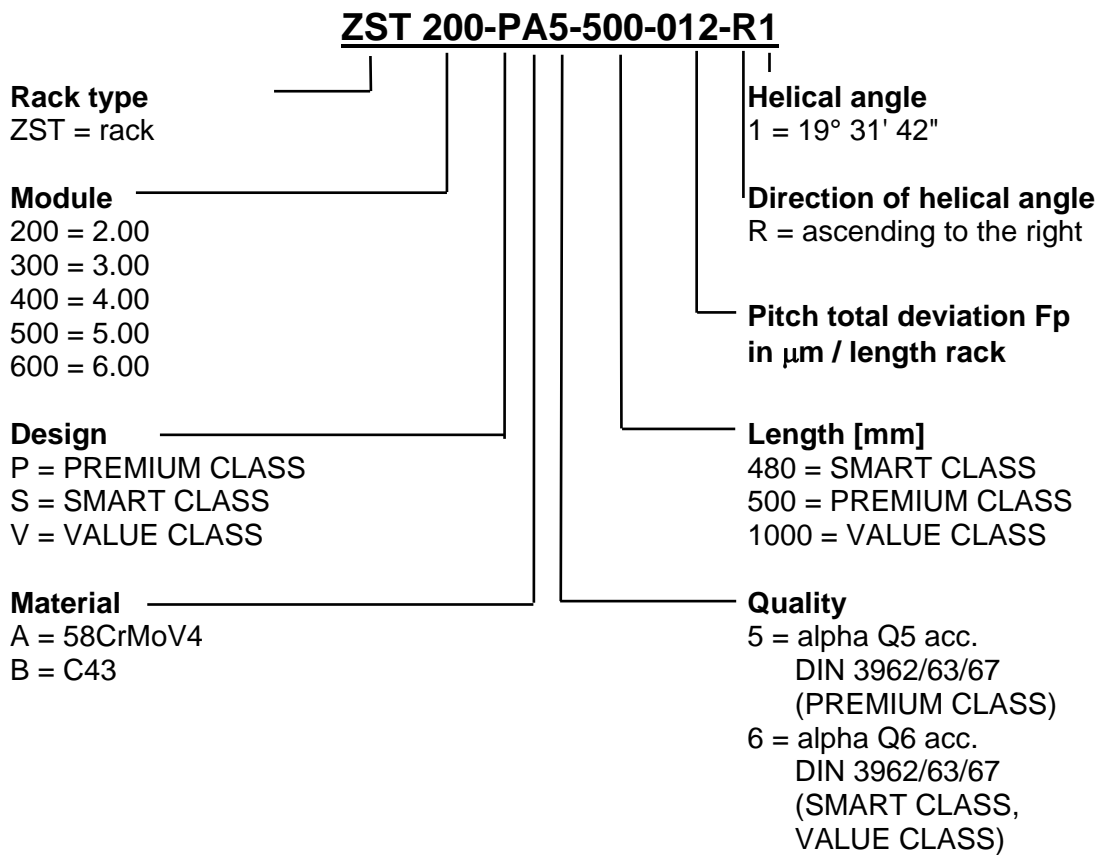 ZST 200-PA5-500-012-R1
Rack type
ZST = rack
Module
200 = 2.00
300 = 3.00
400 = 4.00
500 = 5.00
600 = 6.00
Design
P = PREMIUM CLASS
S = SMART CLASS
V = VALUE CLASS
Material
A = 58CrMoV4
B = C43
Helical angle
1 = 19° 31' 42"
Direction of helical angle
R = ascending to the right
Pitch total deviation Fp
in μm / length rack
Length [mm]
480 = SMART CLASS
500 = PREMIUM CLASS
1000 = VALUE CLASS
Quality
5 = alpha Q5 acc.
DIN 3962/63/67
(PREMIUM CLASS)
6 = alpha Q6 acc.
DIN 3962/63/67
(SMART CLASS,
VALUE CLASS)